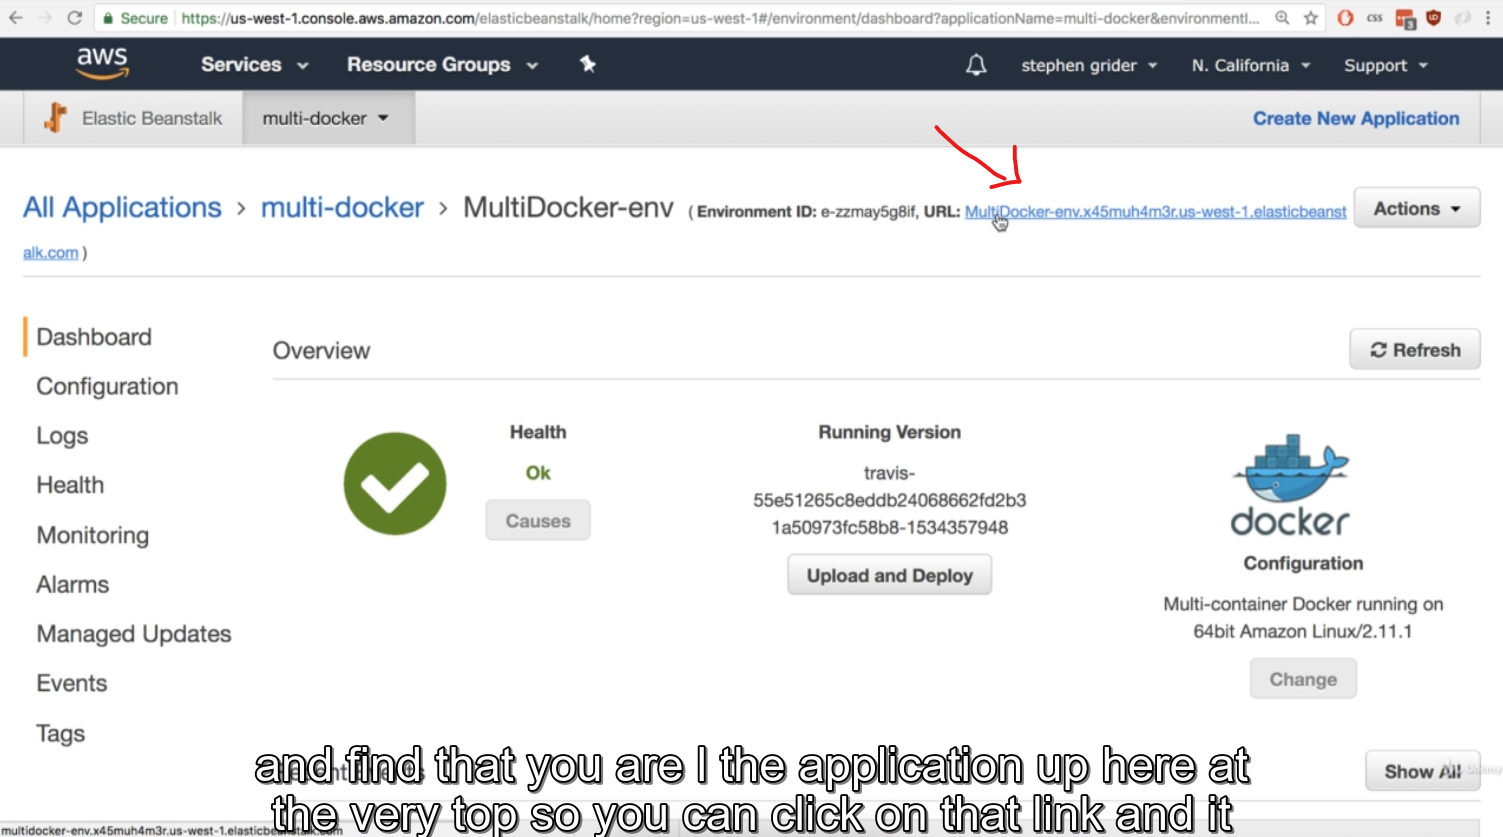 Secure https://us-west-1.console.aws.amazon.com/elasticbeanstalk/home?region=us-west-1#/environment/dashboard?applicationName=multi-docker&environmentI... css 3
aws Services Resource Groups stephen grider N. California Support
Elastic Beanstalk multi-docker Create New Application
All Applications › multi-docker › MultiDocker-env ( Environment ID: e-zzmay5g8if, URL: MultiDocker-env.x45muh4m3r.us-west-1.elasticbeanst Actions
alk.com )
Dashboard
Overview Refresh
Configuration
Logs
Health
Monitoring
Alarms
Managed Updates
Events
Tags
Health
Ok
Causes
Running Version
travis-
55e51265c8eddb24068662fd2b3
1a50973fc58b8-1534357948
Upload and Deploy
docker
Configuration
Multi-container Docker running on
64bit Amazon Linux/2.11.1
Change
Show All
and find that you are I the application up here at
the very top so you can click on that link and it
multidocker-env.x45muh4m3r.us-west-1.elasticbeanstalk.com